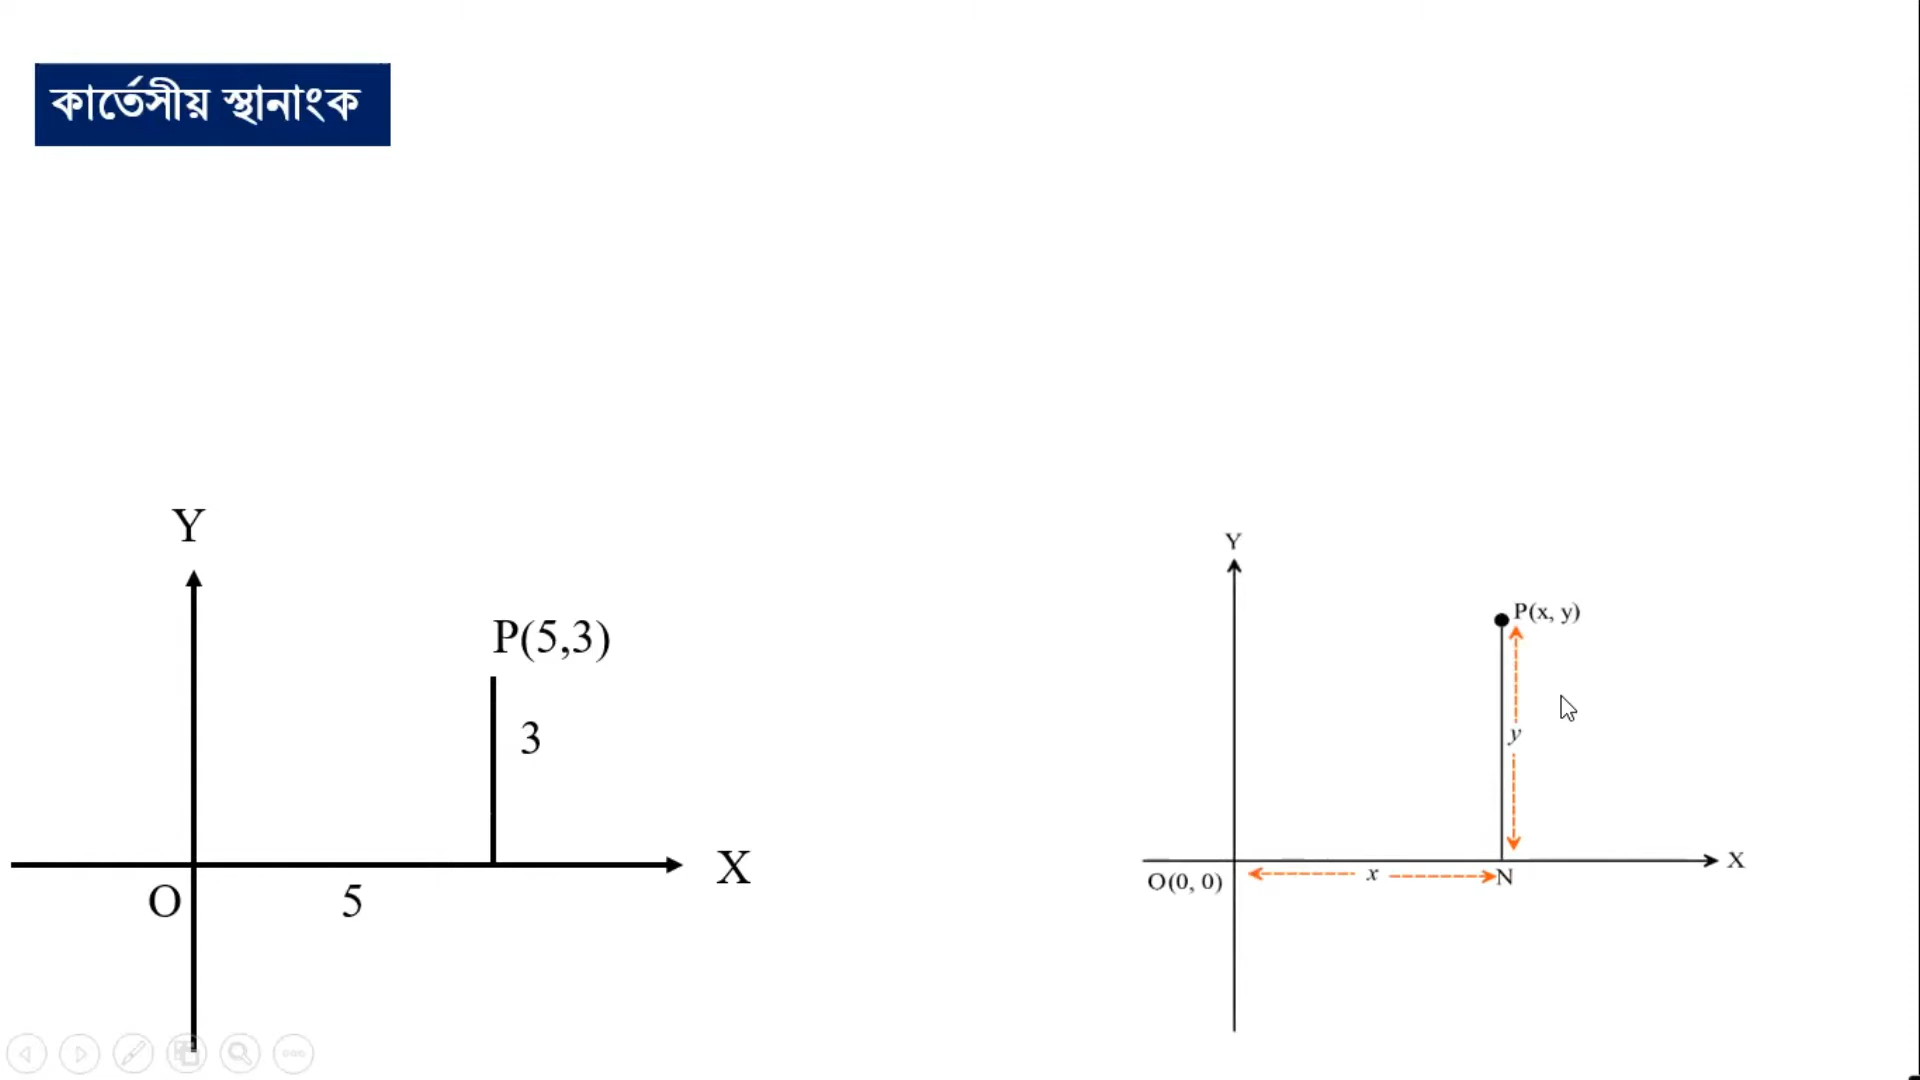 কার্তেসীয় স্থানাংক
Y
P(5,3)
3
X
O
5
Y
P(x, y)
y
X
O(0, 0)
x
N